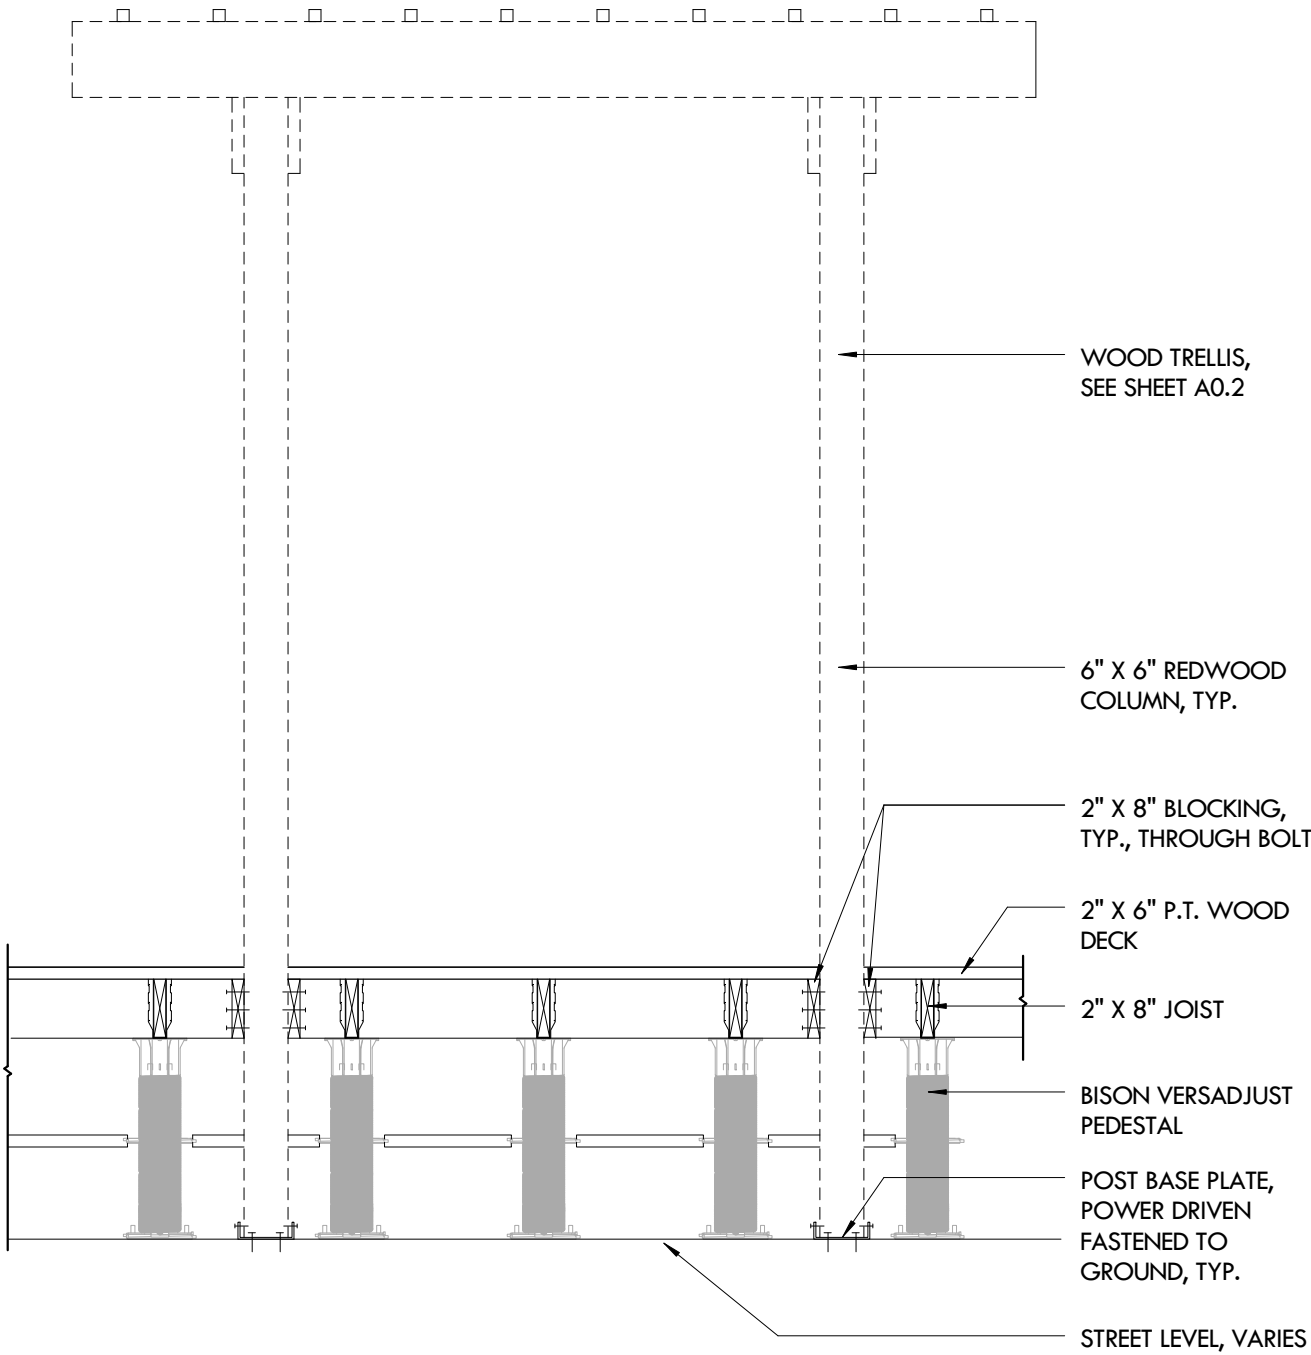 WOOD TRELLIS,
SEE SHEET A0.2
6" X 6" REDWOOD
COLUMN, TYP.
2" X 8" BLOCKING,
TYP., THROUGH BOLT
2" X 6" P.T. WOOD
DECK
2" X 8" JOIST
BISON VERSADJUST
PEDESTAL
POST BASE PLATE,
POWER DRIVEN
FASTENED TO
GROUND, TYP.
STREET LEVEL, VARIES